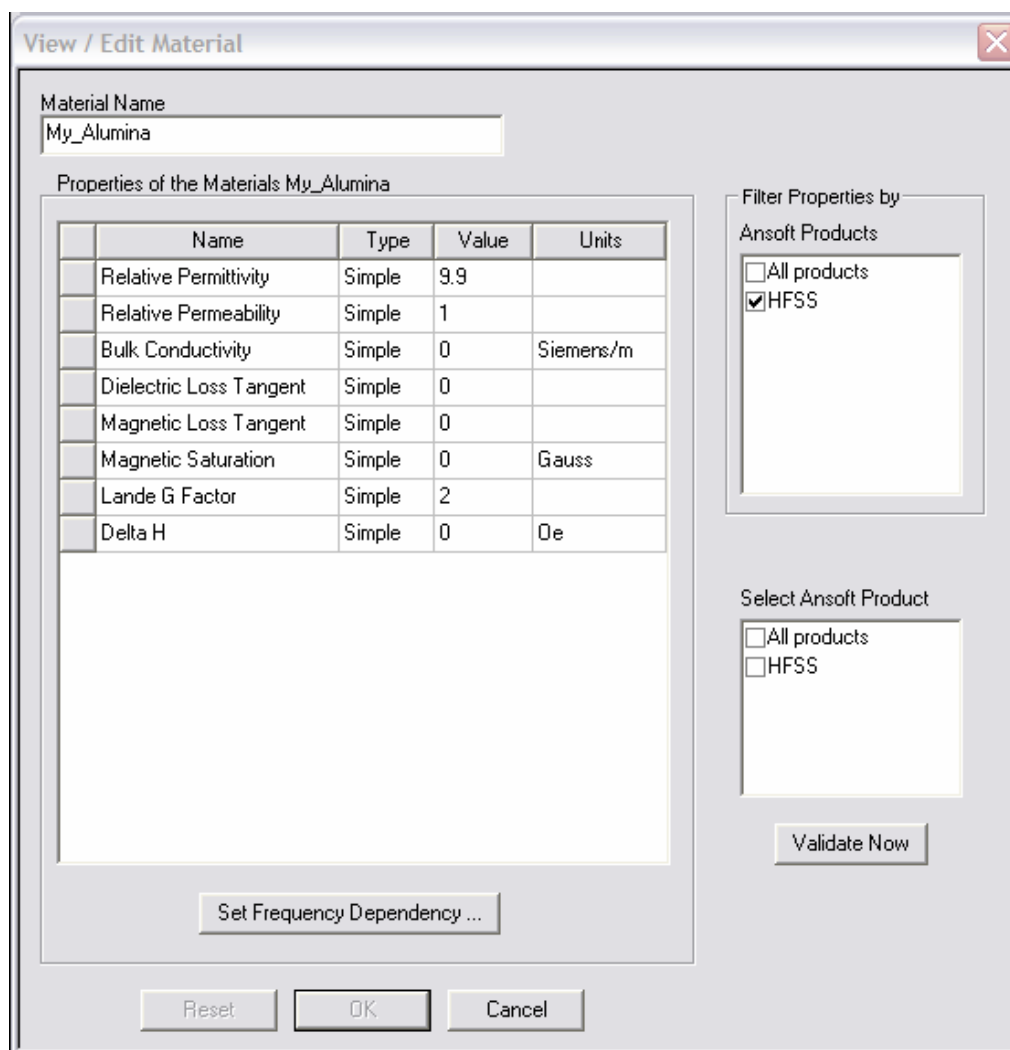 View / Edit Material
Material Name
My_Alumina
Properties of the Materials My_Alumina
Name Type Value Units
Relative Permittivity Simple 9.9
Relative Permeability Simple 1
Bulk Conductivity Simple 0 Siemens/m
Dielectric Loss Tangent Simple 0
Magnetic Loss Tangent Simple 0
Magnetic Saturation Simple 0 Gauss
Lande G Factor Simple 2
Delta H Simple 0 Oe
Set Frequency Dependency ...
Filter Properties by
Ansoft Products
All products
HFSS
Select Ansoft Product
All products
HFSS
Validate Now
Reset OK Cancel